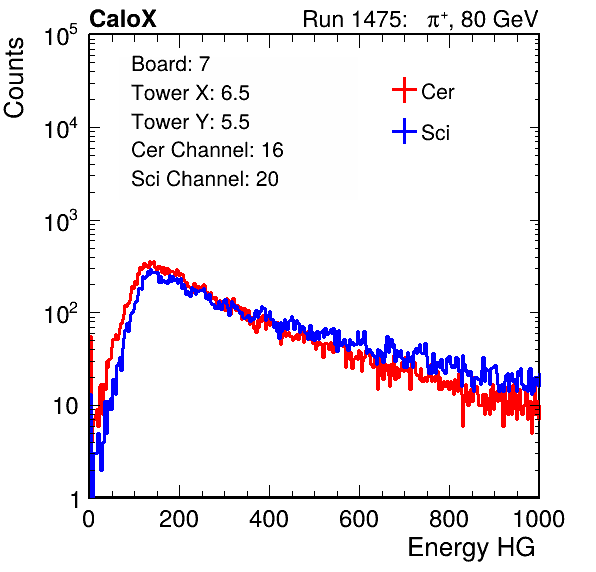 CaloX Run 1475: π⁺, 80 GeV
Counts
10⁵
10⁴
10³
10²
10
1
Board: 7
Tower X: 6.5
Tower Y: 5.5
Cer Channel: 16
Sci Channel: 20
Cer
Sci
0 200 400 600 800 1000
Energy HG